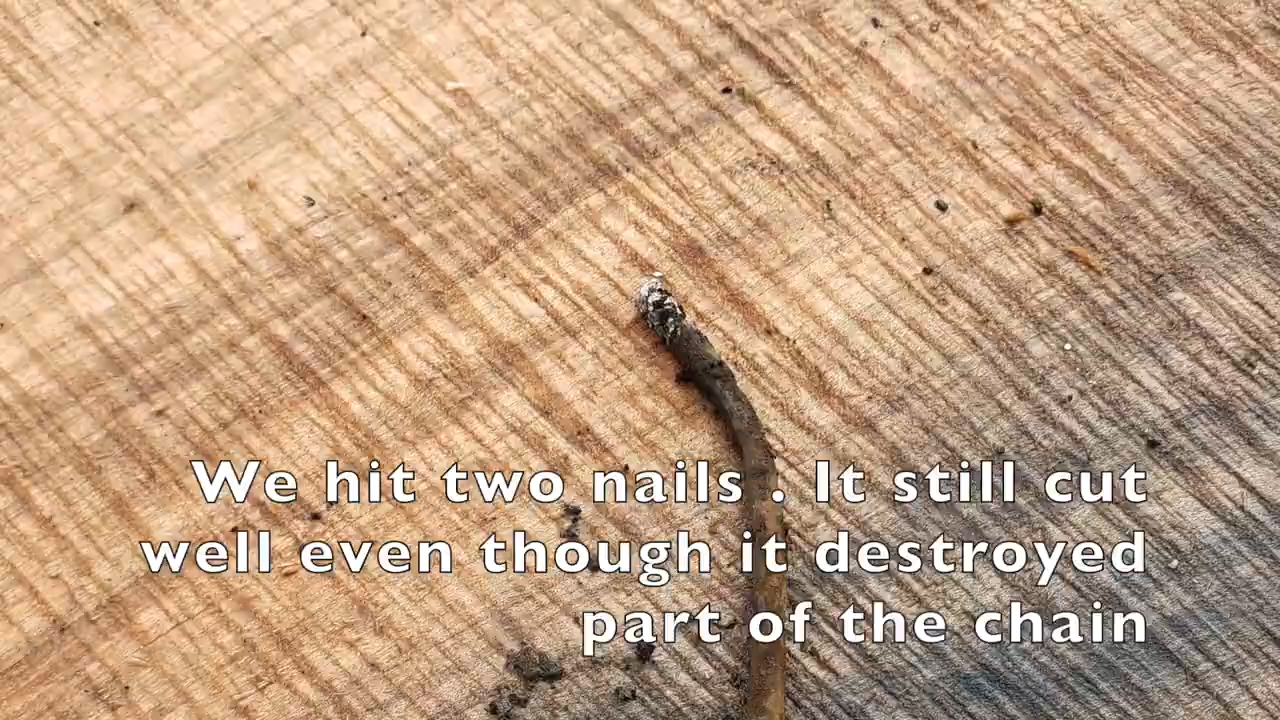 We hit two nails . It still cut
well even though it destroyed
part of the chain